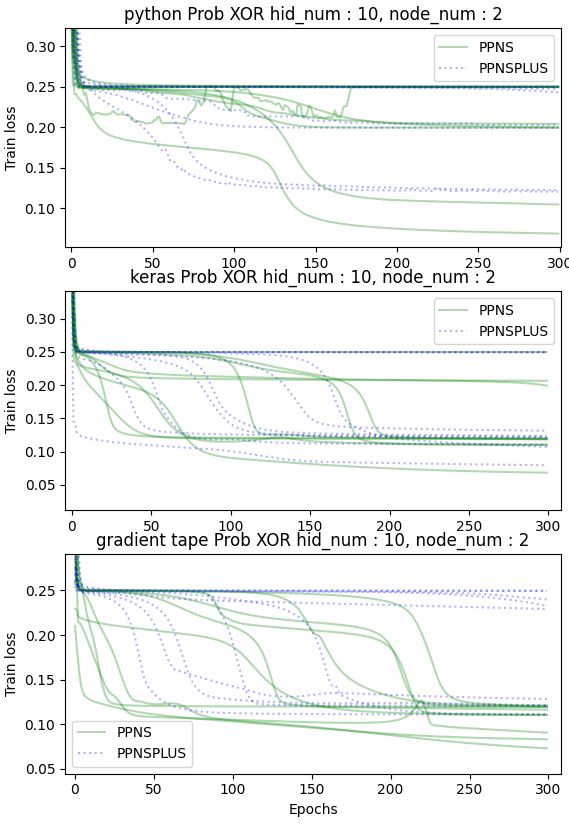 python Prob XOR hid_num : 10, node_num : 2
0.30
0.25
0.20
0.15
0.10
Train loss
PPNS
PPNSPLUS
0 50 100 150 200 250 300
keras Prob XOR hid_num : 10, node_num : 2
0.30
0.25
0.20
0.15
0.10
0.05
Train loss
PPNS
PPNSPLUS
0 50 100 150 200 250 300
gradient tape Prob XOR hid_num : 10, node_num : 2
0.25
0.20
0.15
0.10
0.05
Train loss
PPNS
PPNSPLUS
0 50 100 150 200 250 300
Epochs